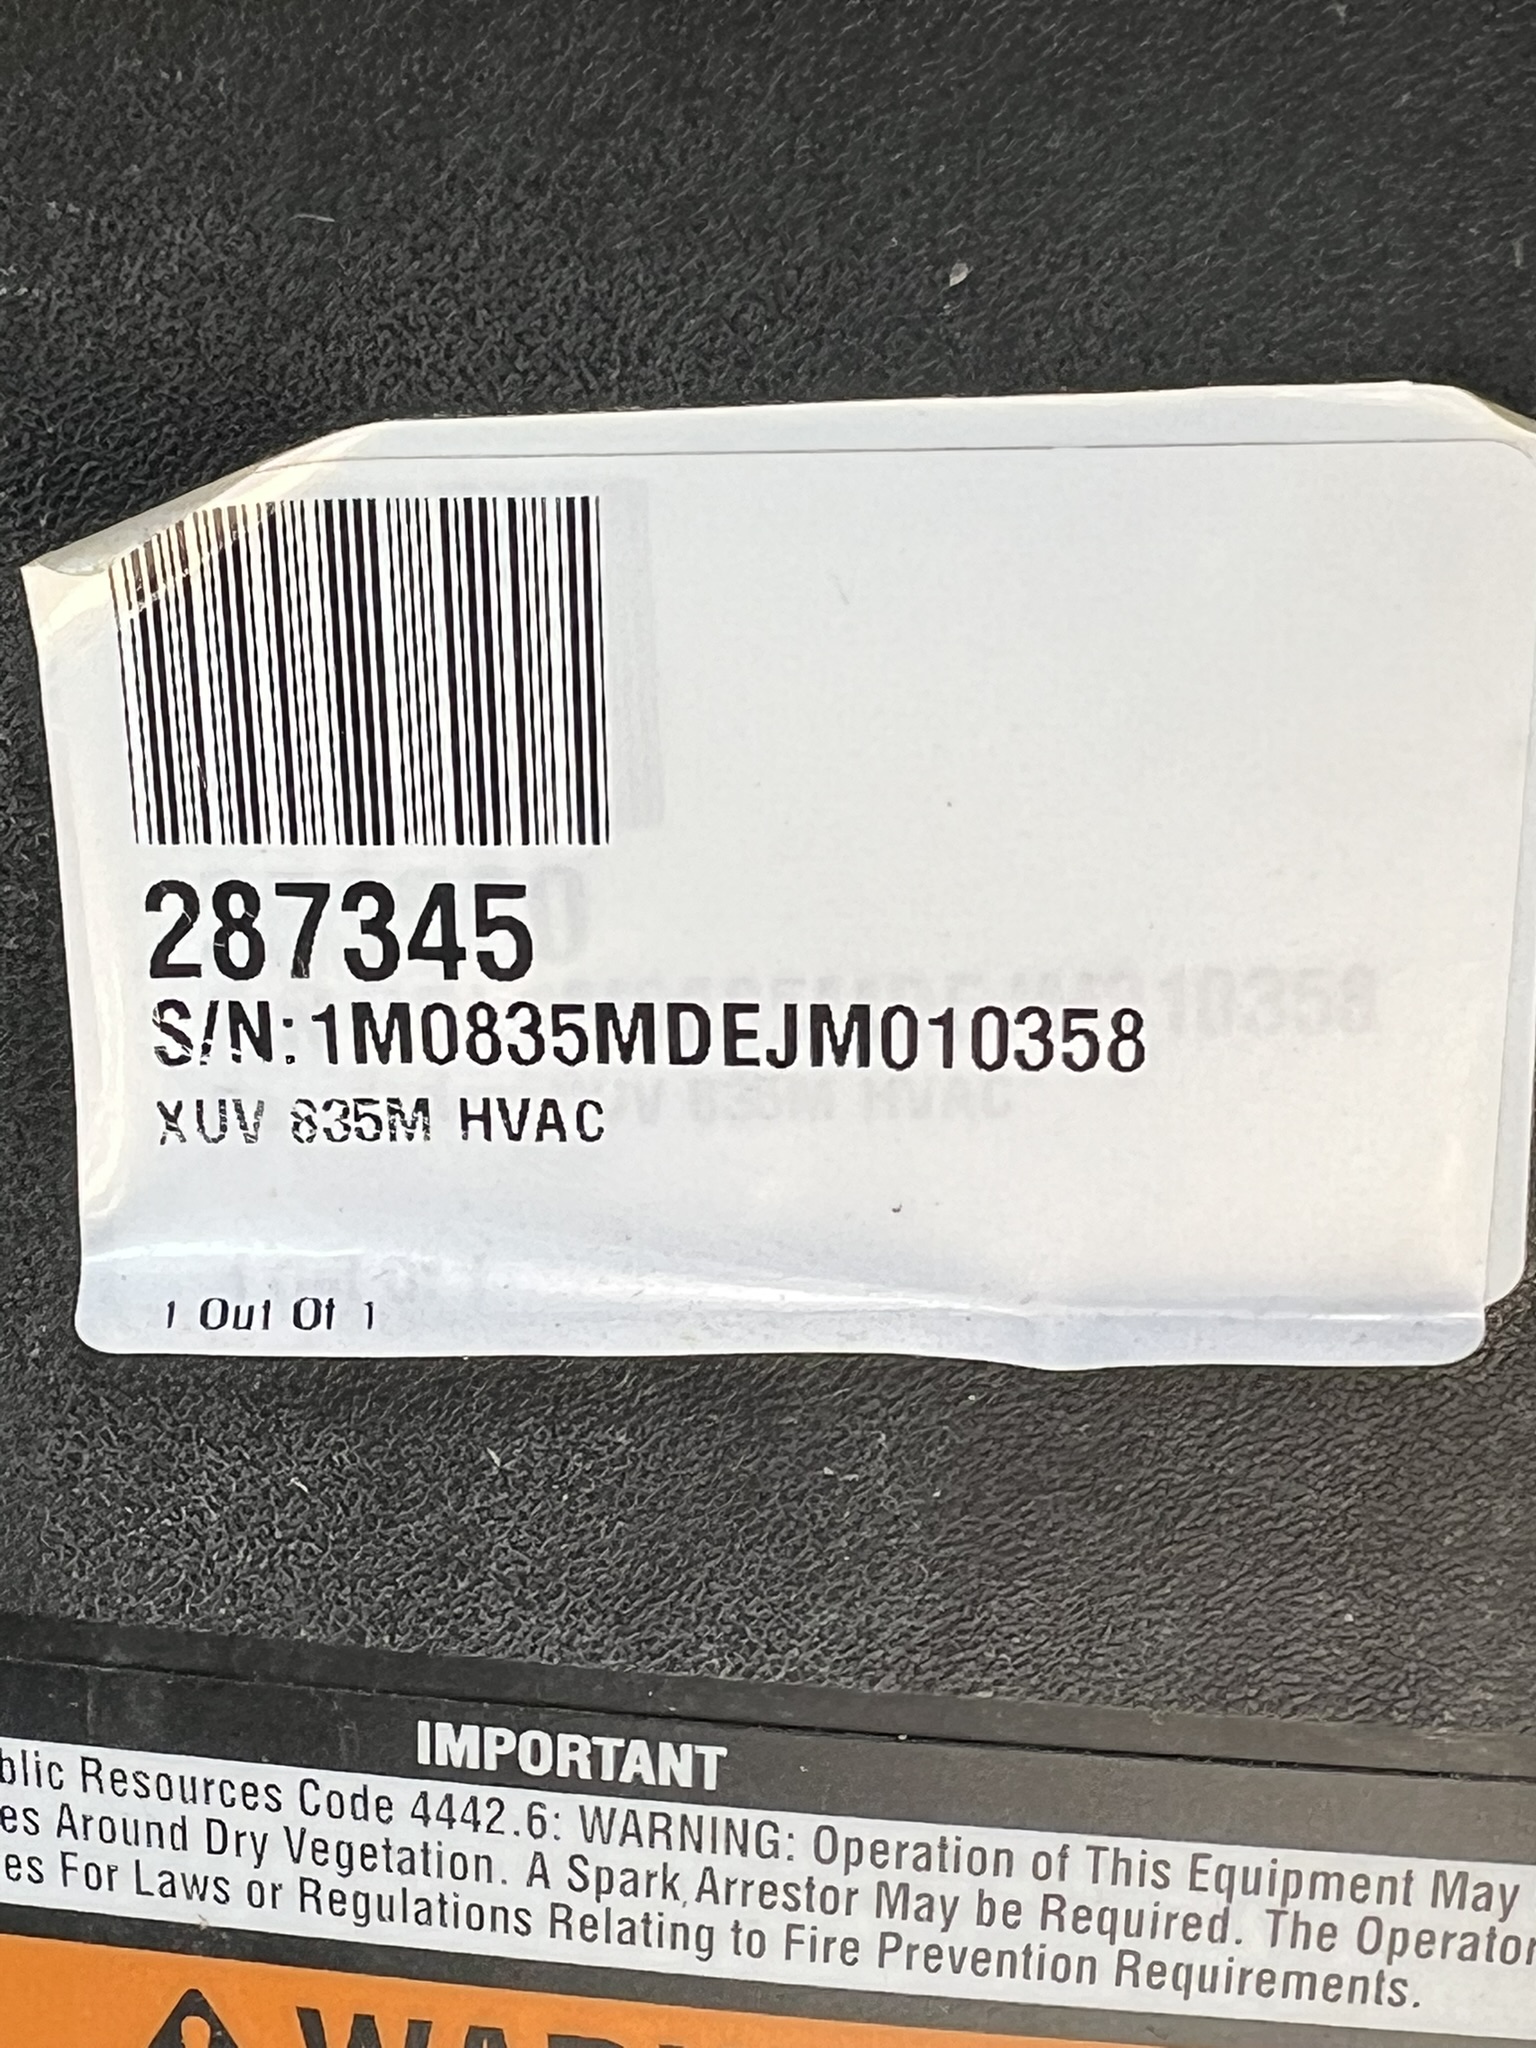 287345
S/N:1M0835MDEJM010358
XUV 835M HVAC
1 Out Of 1
IMPORTANT
blic Resources Code 4442.6: WARNING: Operation of This Equipment May
es Around Dry Vegetation. A Spark Arrestor May be Required. The Operator
es For Laws or Regulations Relating to Fire Prevention Requirements.